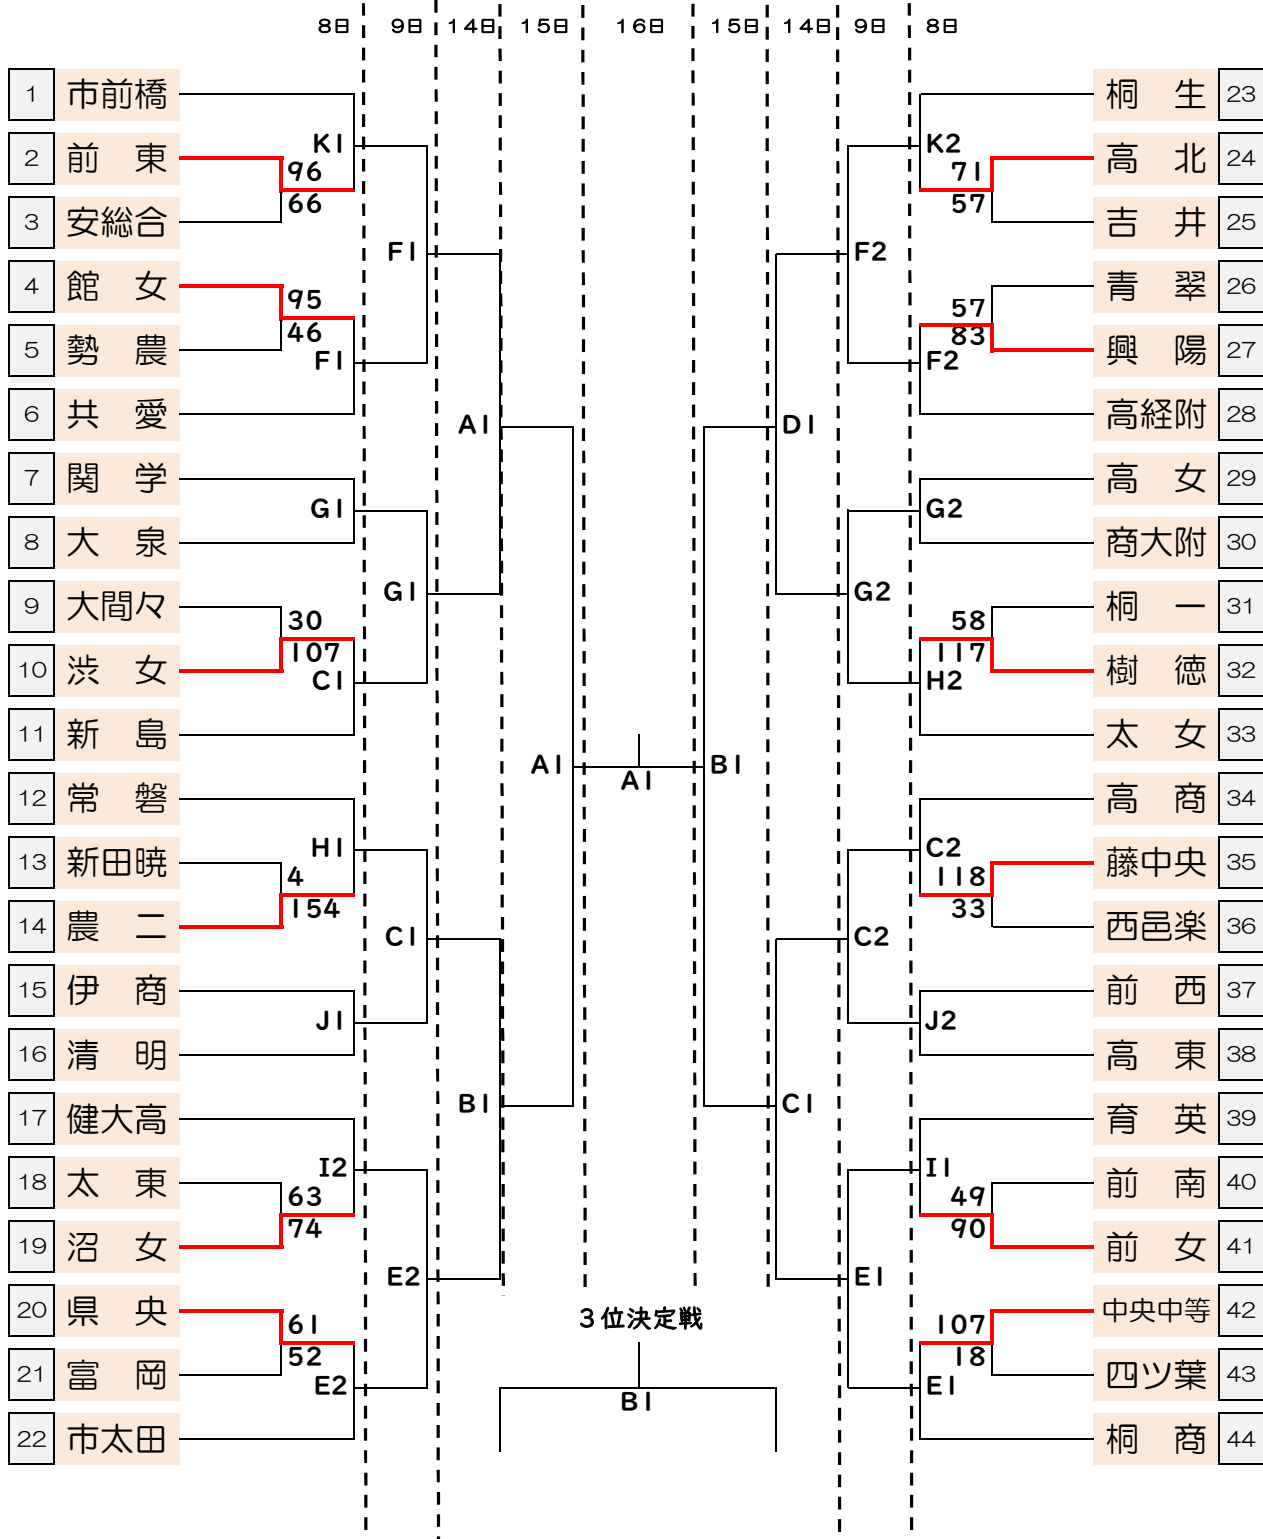 8日 9日 14日 15日 16日 15日 14日 9日 8日
1 市前橋
2 前 東
3 安総合
4 館 女
5 勢 農
6 共 愛
7 関 学
8 大 泉
9 大間々
10 渋 女
11 新 島
12 常 磐
13 新田暁
14 農 二
15 伊 商
16 清 明
17 健大高
18 太 東
19 沼 女
20 県 央
21 富 岡
22 市太田
K1
96
66
95
46
F1
G1
30
107
C1
H1
4
154
J1
I2
63
74
61
52
E2
F1
G1
C1
E2
A1
B1
A1
A1
B1
D1
C1
F2
G2
C2
E1
K2
71
57
57
83
F2
G2
58
117
H2
C2
118
33
J2
I1
49
90
107
18
E1
桐 生 23
高 北 24
吉 井 25
青 翠 26
興 陽 27
高経附 28
高 女 29
商大附 30
桐 一 31
樹 徳 32
太 女 33
高 商 34
藤中央 35
西邑楽 36
前 西 37
高 東 38
育 英 39
前 南 40
前 女 41
中央中等 42
四ツ葉 43
桐 商 44
3位決定戦
B1